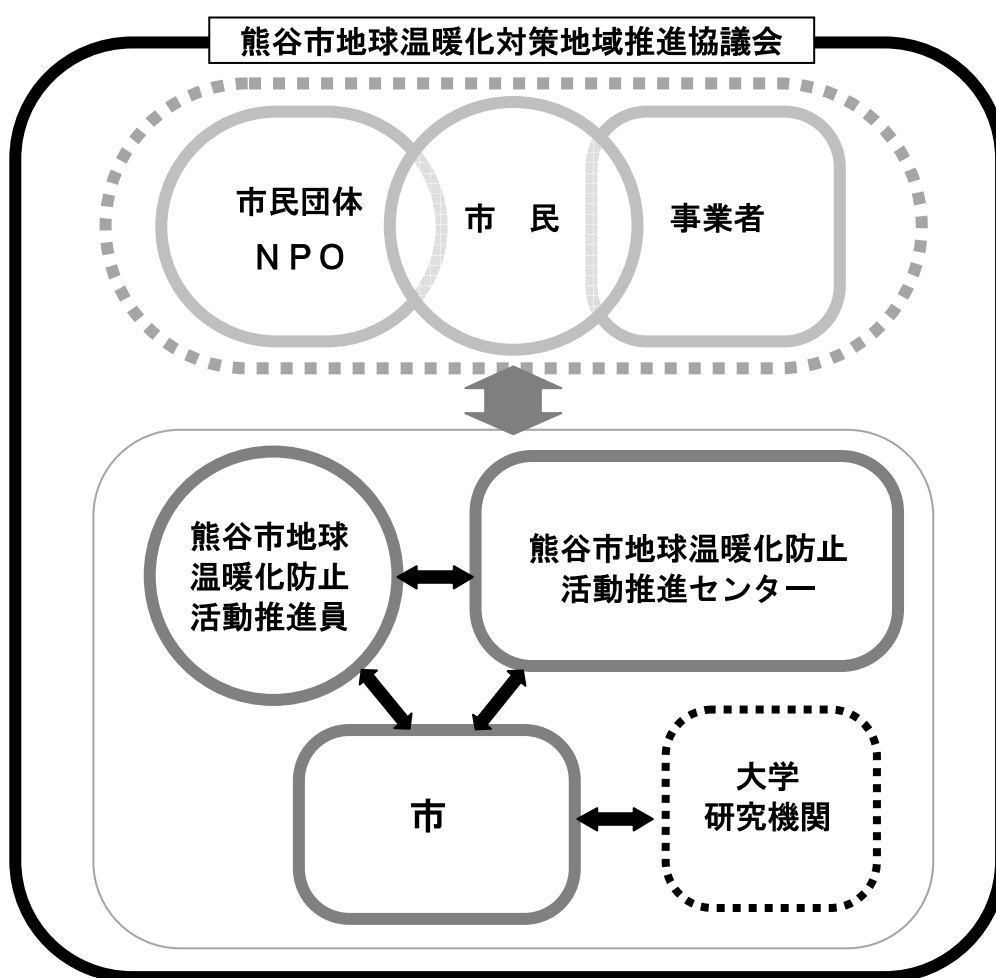 熊谷市地球温暖化対策地域推進協議会
市民団体
ＮＰＯ
市　民
事業者
熊谷市地球
温暖化防止
活動推進員
熊谷市地球温暖化防止
活動推進センター
市
大学
研究機関